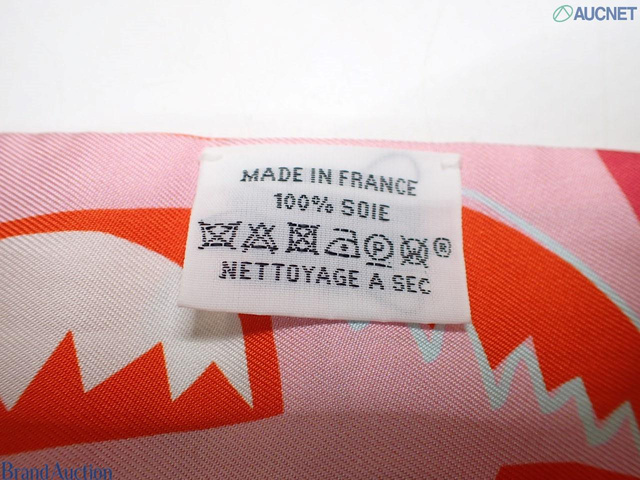 AUCNET
MADE IN FRANCE
100% SOIE
P ®
NETTOYAGE A SEC
Brand Auction